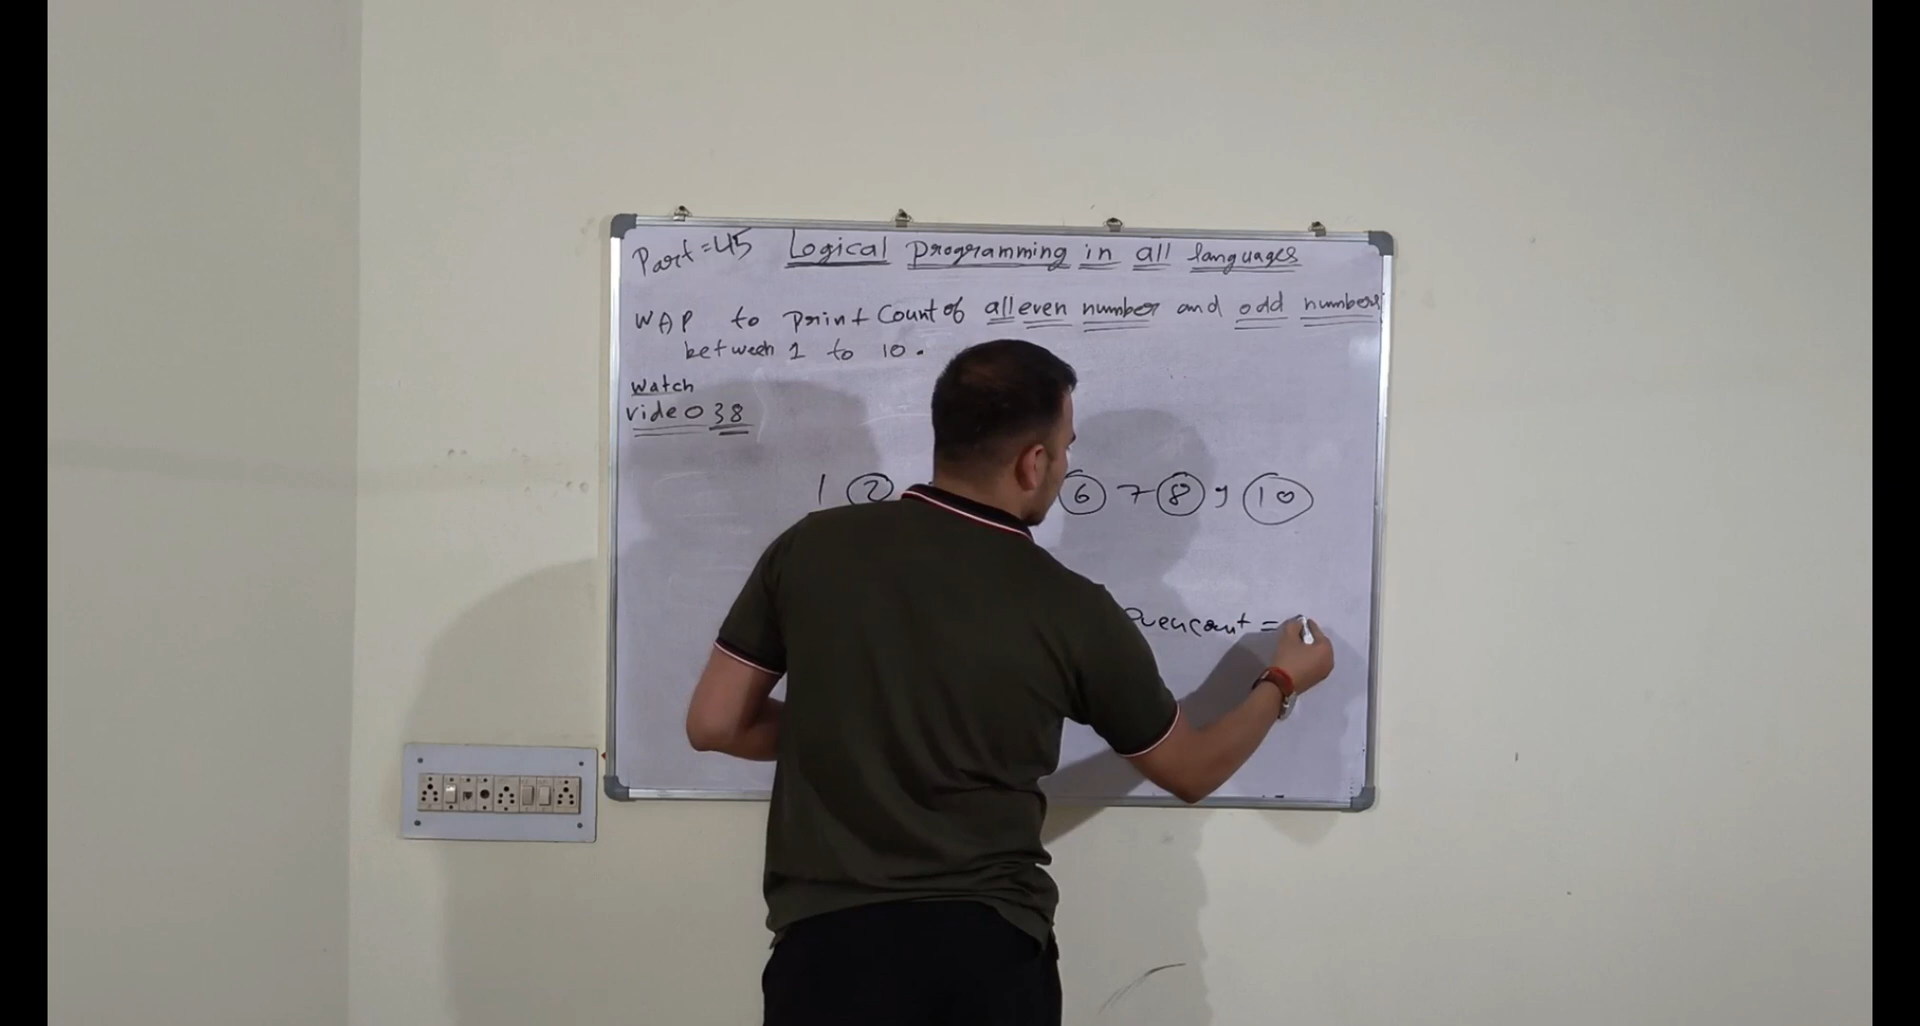 Part=45 Logical programming in all languages
WAP to print Count of all even number and odd numbers
between 1 to 10.
Watch
video 38
1 2 6 7 8 9 10
evencount =